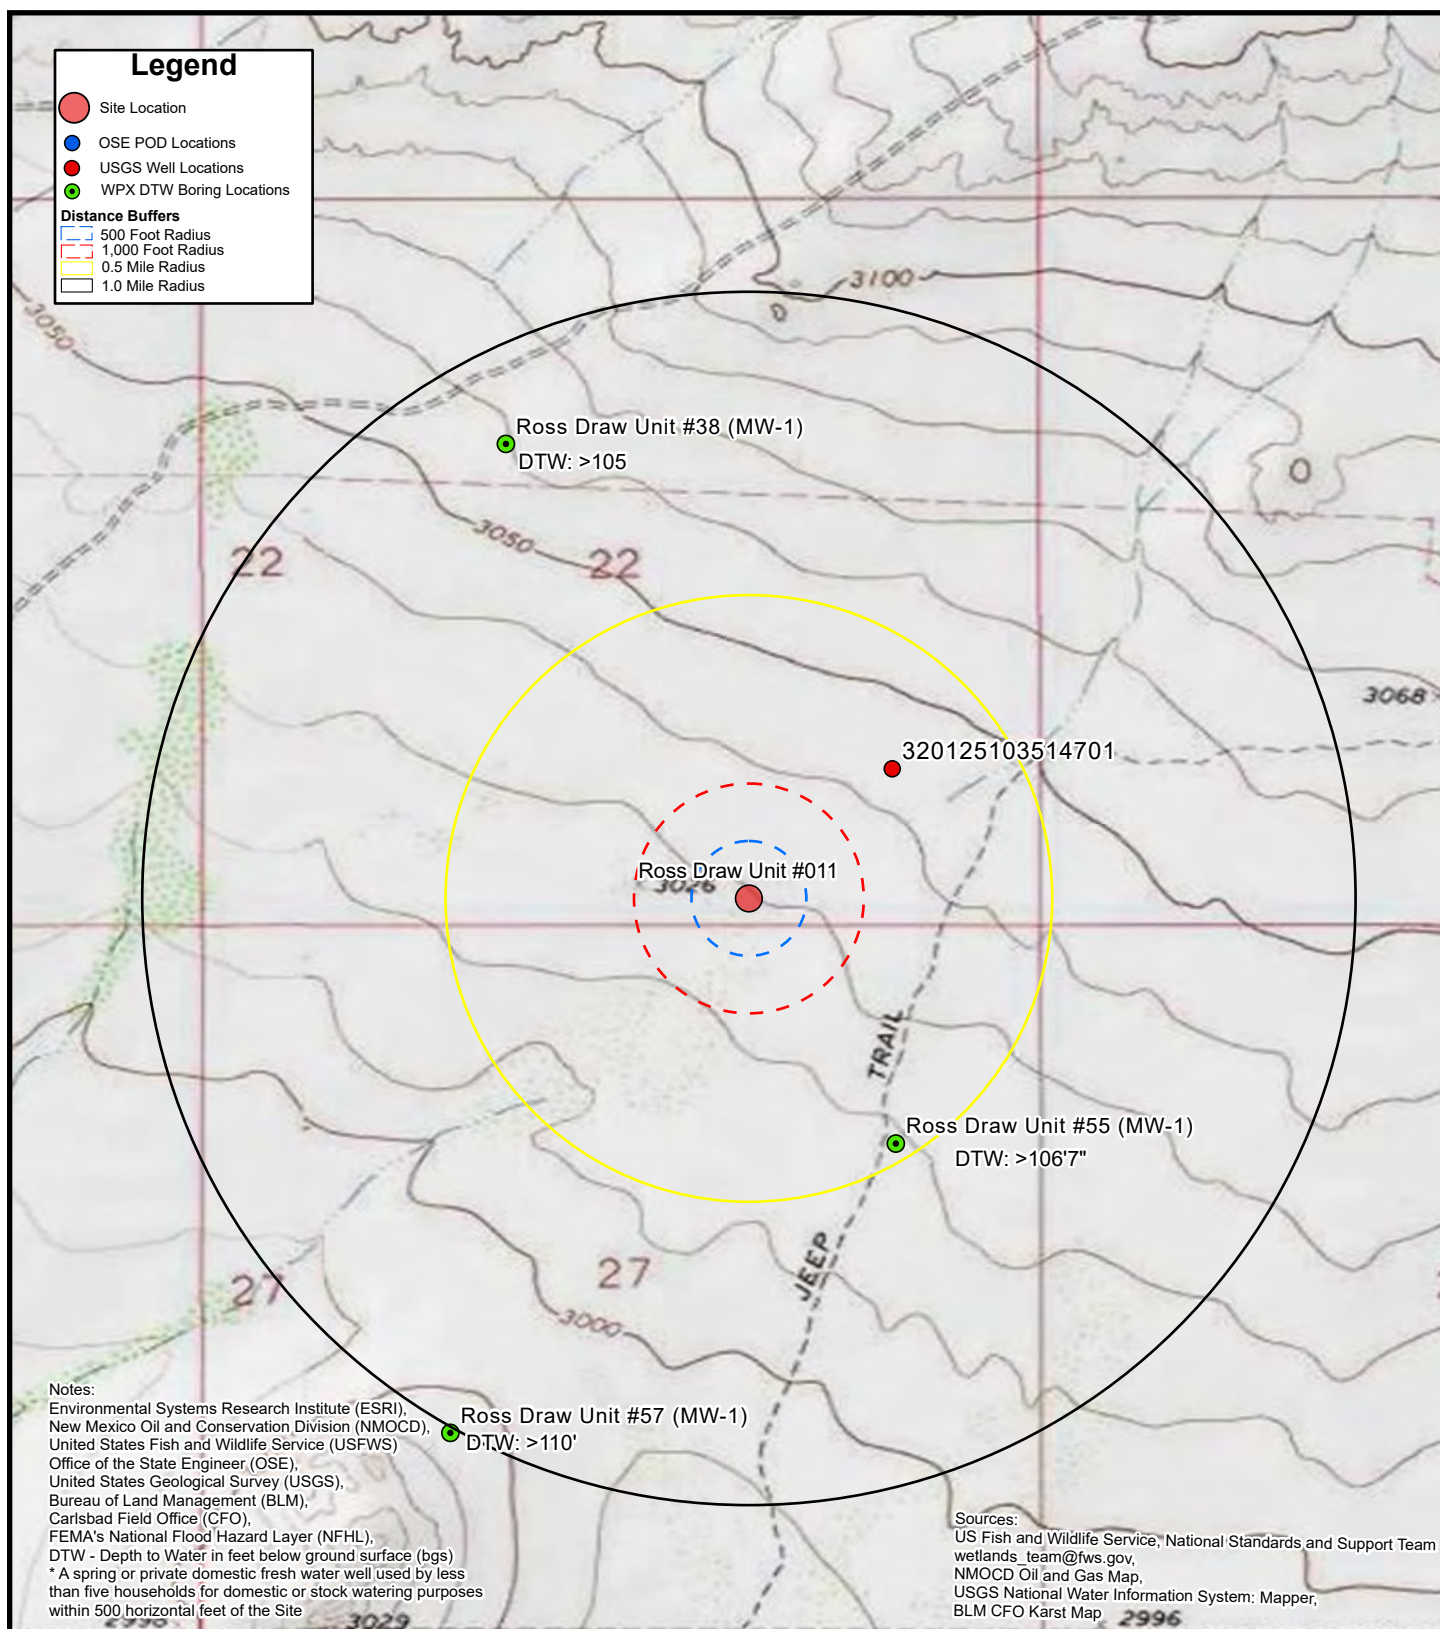 Legend
Site Location
OSE POD Locations
USGS Well Locations
WPX DTW Boring Locations
Distance Buffers
500 Foot Radius
1,000 Foot Radius
0.5 Mile Radius
1.0 Mile Radius
3100
3050
Ross Draw Unit #38 (MW-1)
DTW: >105
3050
22
22
3068
320125103514701
Ross Draw Unit #011
3026
TRAIL
Ross Draw Unit #55 (MW-1)
DTW: >106'7"
JEEP
27
27
3000
Ross Draw Unit #57 (MW-1)
DTW: >110'
Notes:
Environmental Systems Research Institute (ESRI),
New Mexico Oil and Conservation Division (NMOCD),
United States Fish and Wildlife Service (USFWS)
Office of the State Engineer (OSE),
United States Geological Survey (USGS),
Bureau of Land Management (BLM),
Carlsbad Field Office (CFO),
FEMA's National Flood Hazard Layer (NFHL),
DTW - Depth to Water in feet below ground surface (bgs)
* A spring or private domestic fresh water well used by less
than five households for domestic or stock watering purposes
within 500 horizontal feet of the Site
Sources:
US Fish and Wildlife Service, National Standards and Support Team
wetlands_team@fws.gov,
NMOCD Oil and Gas Map,
USGS National Water Information System: Mapper,
BLM CFO Karst Map
3029
2996